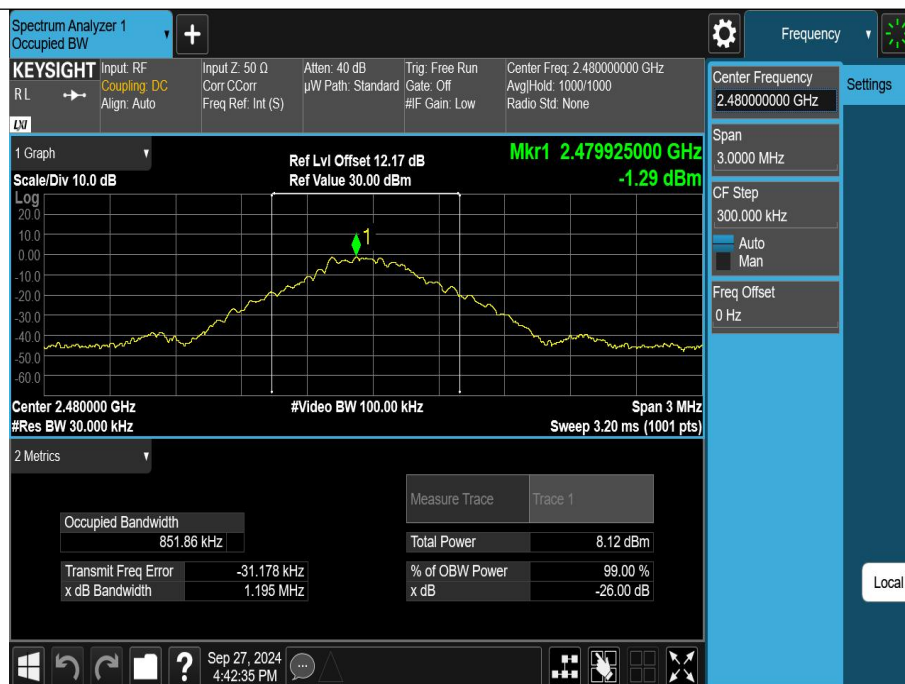 Spectrum Analyzer 1
Occupied BW
Frequency
KEYSIGHT
RL
LXI
Input: RF
Coupling: DC
Align: Auto
Input Z: 50 Ω
Corr CCorr
Freq Ref: Int (S)
Atten: 40 dB
µW Path: Standard
Trig: Free Run
Gate: Off
#IF Gain: Low
Center Freq: 2.480000000 GHz
Avg|Hold: 1000/1000
Radio Std: None
Center Frequency
2.480000000 GHz
Settings
Span
3.0000 MHz
CF Step
300.000 kHz
Auto
Man
Freq Offset
0 Hz
Local
1 Graph
Scale/Div 10.0 dB
Ref Lvl Offset 12.17 dB
Ref Value 30.00 dBm
Mkr1 2.479925000 GHz
-1.29 dBm
Log
20.0
10.0
0.00
-10.0
-20.0
-30.0
-40.0
-50.0
-60.0
1
Center 2.480000 GHz
#Res BW 30.000 kHz
#Video BW 100.00 kHz
Span 3 MHz
Sweep 3.20 ms (1001 pts)
2 Metrics
Measure Trace Trace 1
Occupied Bandwidth
851.86 kHz
Total Power 8.12 dBm
Transmit Freq Error -31.178 kHz
% of OBW Power 99.00 %
x dB Bandwidth 1.195 MHz
x dB -26.00 dB
Sep 27, 2024
4:42:35 PM